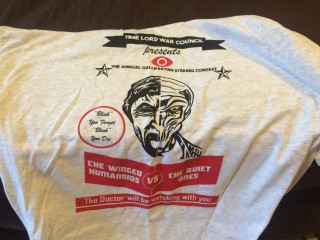 TIME LORD WAR COUNCIL
presents
THE ANNUAL GALLIFREYAN STARING CONTEST
Blink
You Forget
Blink
You Die
THE WINGED
HUMANOIDS
VS
THE QUIET
ONES
The Doctor will be watching with you